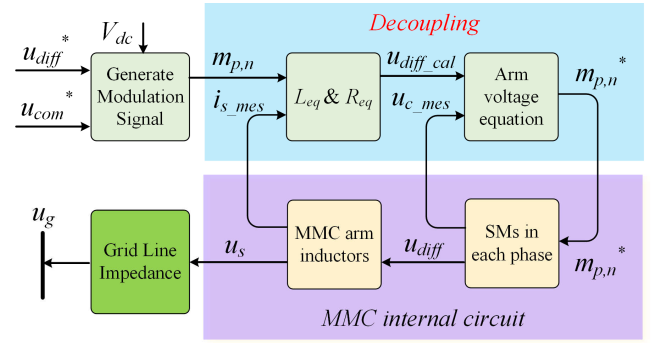 Decoupling
V_dc
u_diff^*
u_com^*
Generate
Modulation
Signal
m_p,n
i_s_mes
L_eq & R_eq
u_diff_cal
u_c_mes
Arm
voltage
equation
m_p,n^*
u_g
Grid Line
Impedance
u_s
MMC arm
inductors
u_diff
SMs in
each phase
m_p,n^*
MMC internal circuit